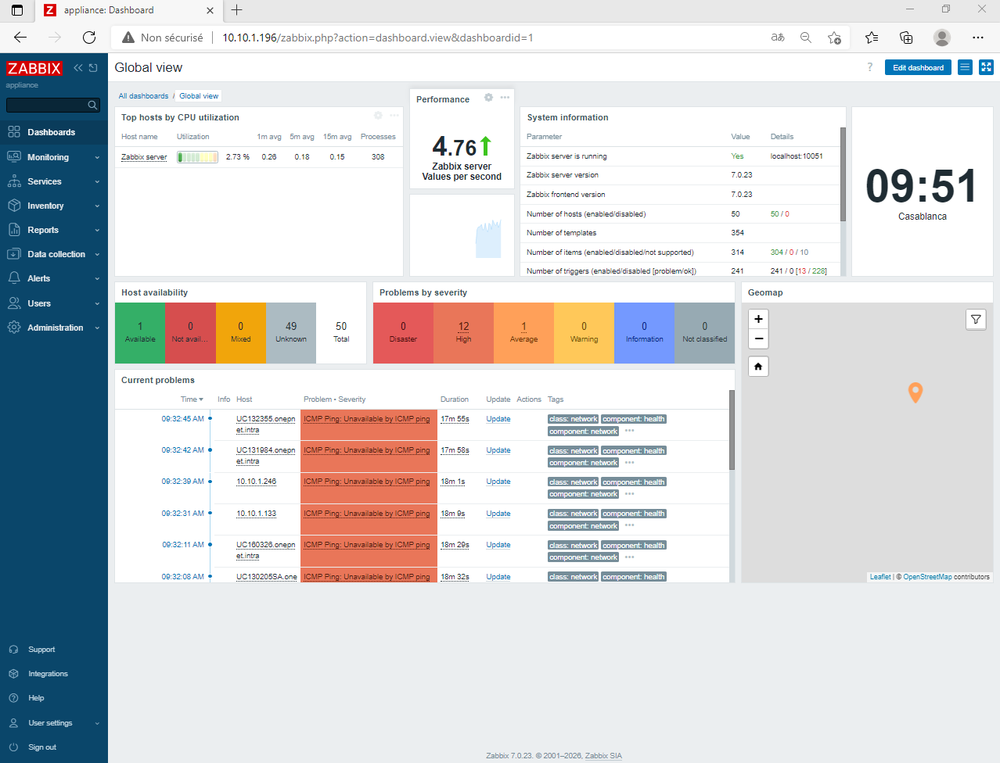 appliance: Dashboard
Non sécurisé
10.10.1.196/zabbix.php?action=dashboard.view&dashboardid=1
aあ
ZABBIX
appliance
Dashboards
Monitoring
Services
Inventory
Reports
Data collection
Alerts
Users
Administration
Support
Integrations
Help
User settings
Sign out
Global view
?
Edit dashboard
All dashboards / Global view
Top hosts by CPU utilization
Host name Utilization 1m avg 5m avg 15m avg Processes
Zabbix server 2.73 % 0.26 0.18 0.15 308
Performance
4.76
Zabbix server
Values per second
System information
Parameter Value Details
Zabbix server is running Yes localhost:10051
Zabbix server version 7.0.23
Zabbix frontend version 7.0.23
Number of hosts (enabled/disabled) 50 50 / 0
Number of templates 354
Number of items (enabled/disabled/not supported) 314 304 / 0 / 10
Number of triggers (enabled/disabled [problem/ok]) 241 241 / 0 [13 / 228]
09:51
Casablanca
Host availability
1 Available
0 Not avail...
0 Mixed
49 Unknown
50 Total
Problems by severity
0 Disaster
12 High
1 Average
0 Warning
0 Information
0 Not classified
Geomap
+
−
Leaflet | © OpenStreetMap contributors
Current problems
Time Info Host Problem • Severity Duration Update Actions Tags
09:32:45 AM UC132355.onepnet.intra ICMP Ping: Unavailable by ICMP ping 17m 55s Update class: network component: health
component: network •••
09:32:42 AM UC131984.onepnet.intra ICMP Ping: Unavailable by ICMP ping 17m 58s Update class: network component: health
component: network •••
09:32:39 AM 10.10.1.246 ICMP Ping: Unavailable by ICMP ping 18m 1s Update class: network component: health
component: network •••
09:32:31 AM 10.10.1.133 ICMP Ping: Unavailable by ICMP ping 18m 9s Update class: network component: health
component: network •••
09:32:11 AM UC160326.onepnet.intra ICMP Ping: Unavailable by ICMP ping 18m 29s Update class: network component: health
component: network •••
09:32:08 AM UC130205SA.one ICMP Ping: Unavailable by ICMP ping 18m 32s Update class: network component: health
Zabbix 7.0.23. © 2001–2026, Zabbix SIA